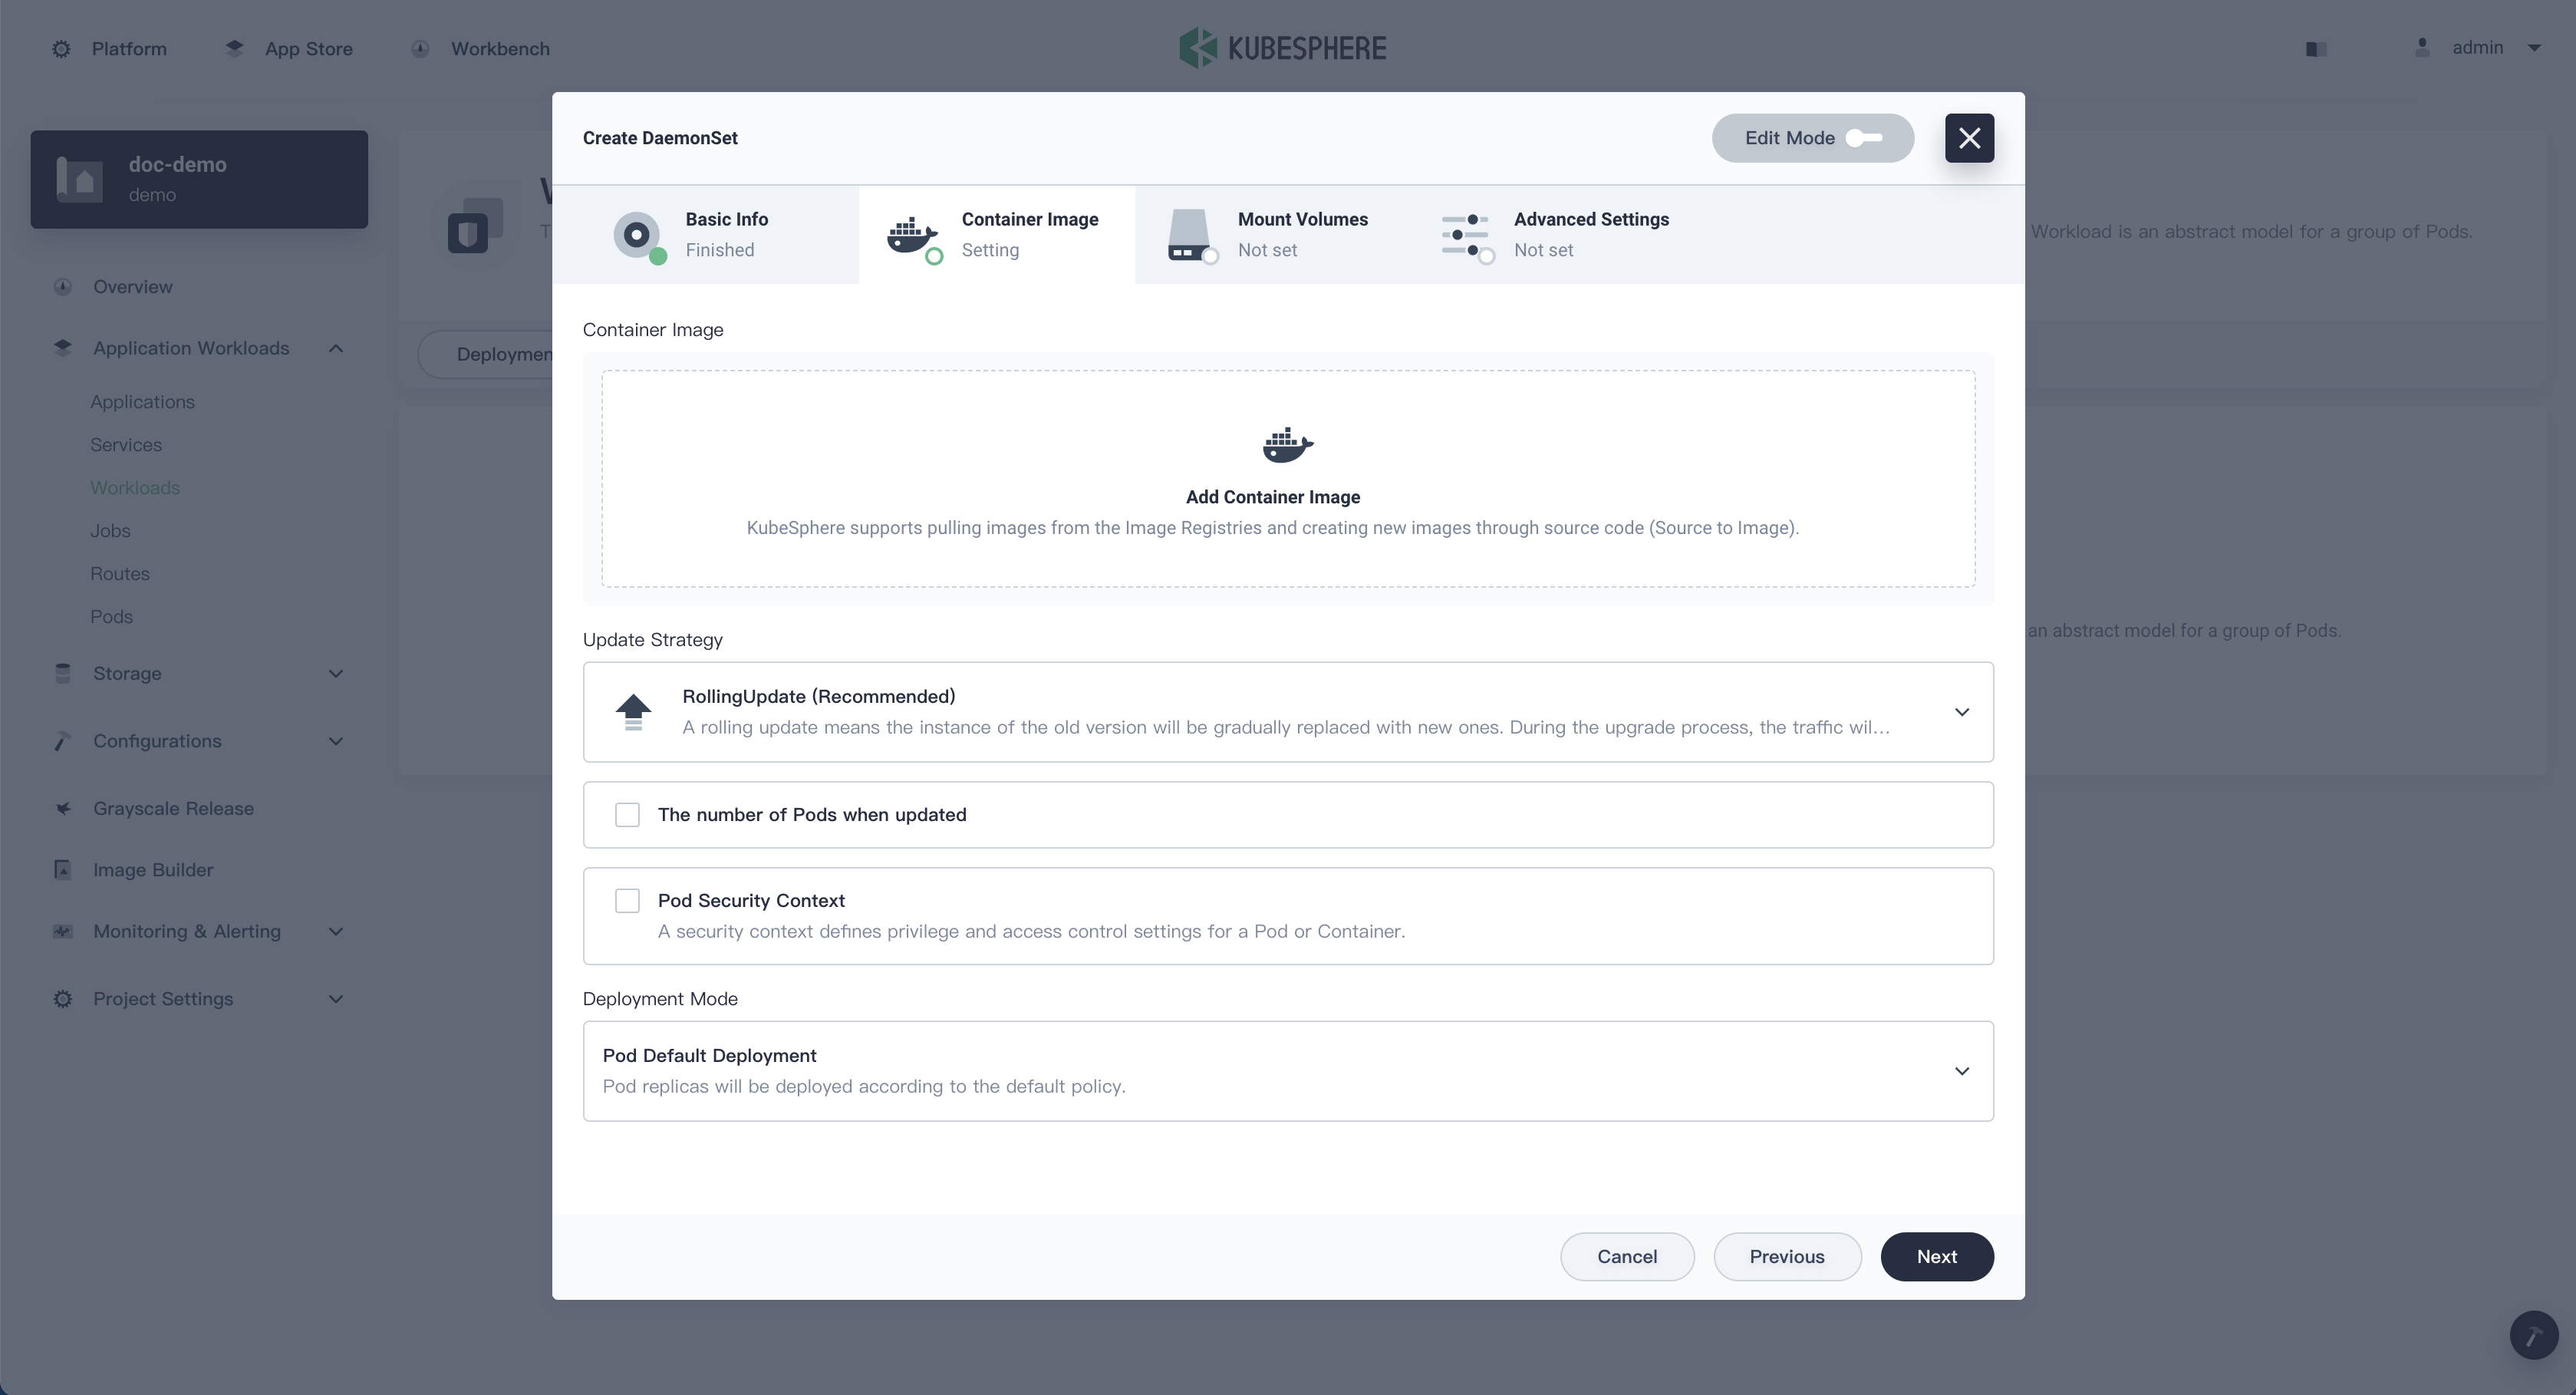 Platform
App Store
Workbench
KUBESPHERE
admin
doc-demo
demo
Overview
Application Workloads
Applications
Services
Workloads
Jobs
Routes
Pods
Storage
Configurations
Grayscale Release
Image Builder
Monitoring & Alerting
Project Settings
Deploymen
Workload is an abstract model for a group of Pods.
an abstract model for a group of Pods.
Create DaemonSet
Edit Mode
Basic Info
Finished
Container Image
Setting
Mount Volumes
Not set
Advanced Settings
Not set
Container Image
Add Container Image
KubeSphere supports pulling images from the Image Registries and creating new images through source code (Source to Image).
Update Strategy
RollingUpdate (Recommended)
A rolling update means the instance of the old version will be gradually replaced with new ones. During the upgrade process, the traffic wil...
The number of Pods when updated
Pod Security Context
A security context defines privilege and access control settings for a Pod or Container.
Deployment Mode
Pod Default Deployment
Pod replicas will be deployed according to the default policy.
Cancel
Previous
Next